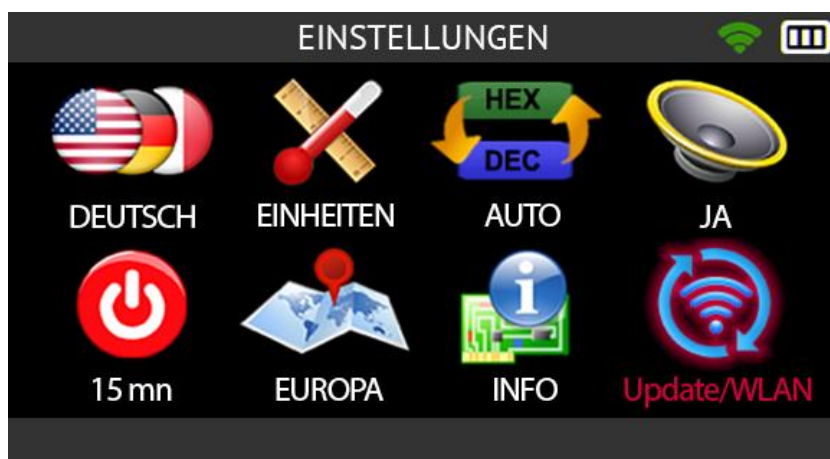 EINSTELLUNGEN
HEX
DEC
DEUTSCH EINHEITEN AUTO JA
15 mn EUROPA INFO Update/WLAN